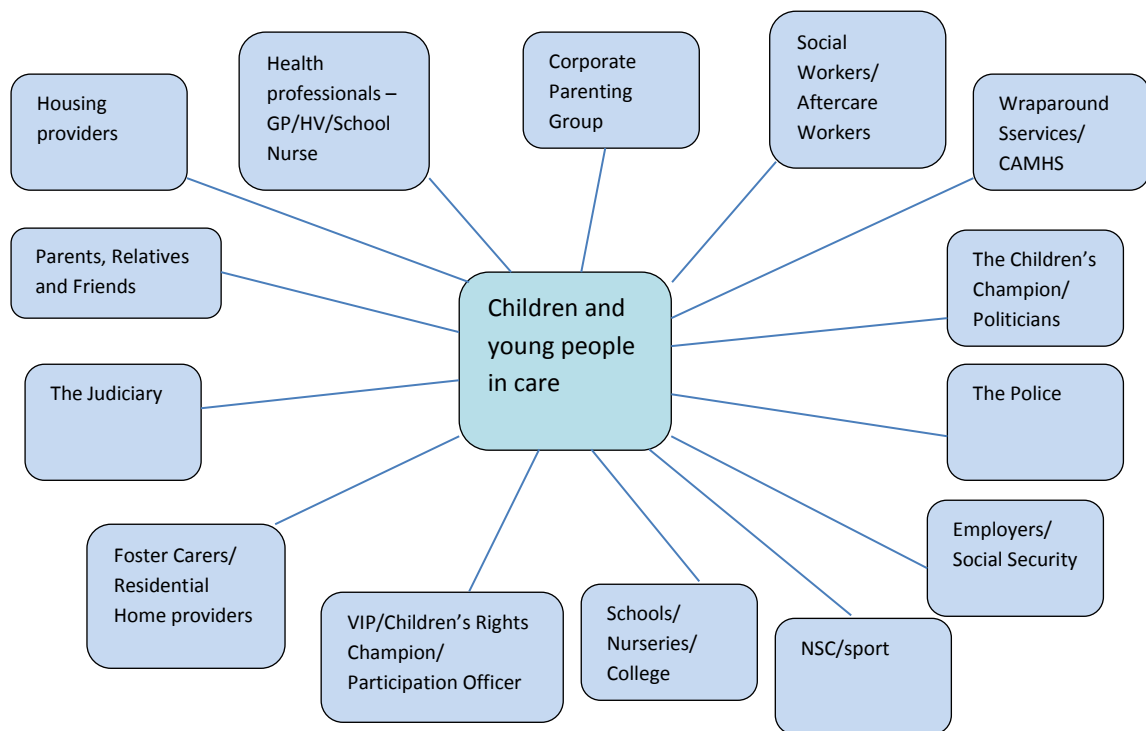 Housing
providers
Health
professionals –
GP/HV/School
Nurse
Corporate
Parenting
Group
Social
Workers/
Aftercare
Workers
Wraparound
Sservices/
CAMHS
Parents, Relatives
and Friends
Children and
young people
in care
The Children’s
Champion/
Politicians
The Judiciary
The Police
Foster Carers/
Residential
Home providers
VIP/Children’s Rights
Champion/
Participation Officer
Schools/
Nurseries/
College
NSC/sport
Employers/
Social Security